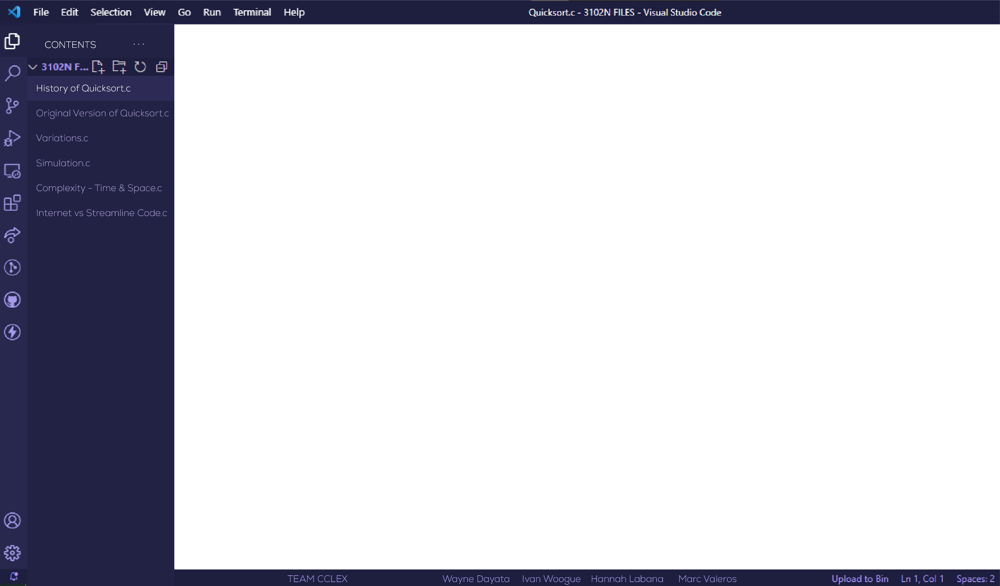 File Edit Selection View Go Run Terminal Help Quicksort.c - 3102N FILES - Visual Studio Code
CONTENTS ...
3102N F...
History of Quicksort.c
Original Version of Quicksort.c
Variations.c
Simulation.c
Complexity - Time & Space.c
Internet vs Streamline Code.c
TEAM CCLEX Wayne Dayata Ivan Woogue Hannah Labana Marc Valeros Upload to Bin Ln 1, Col 1 Spaces: 2